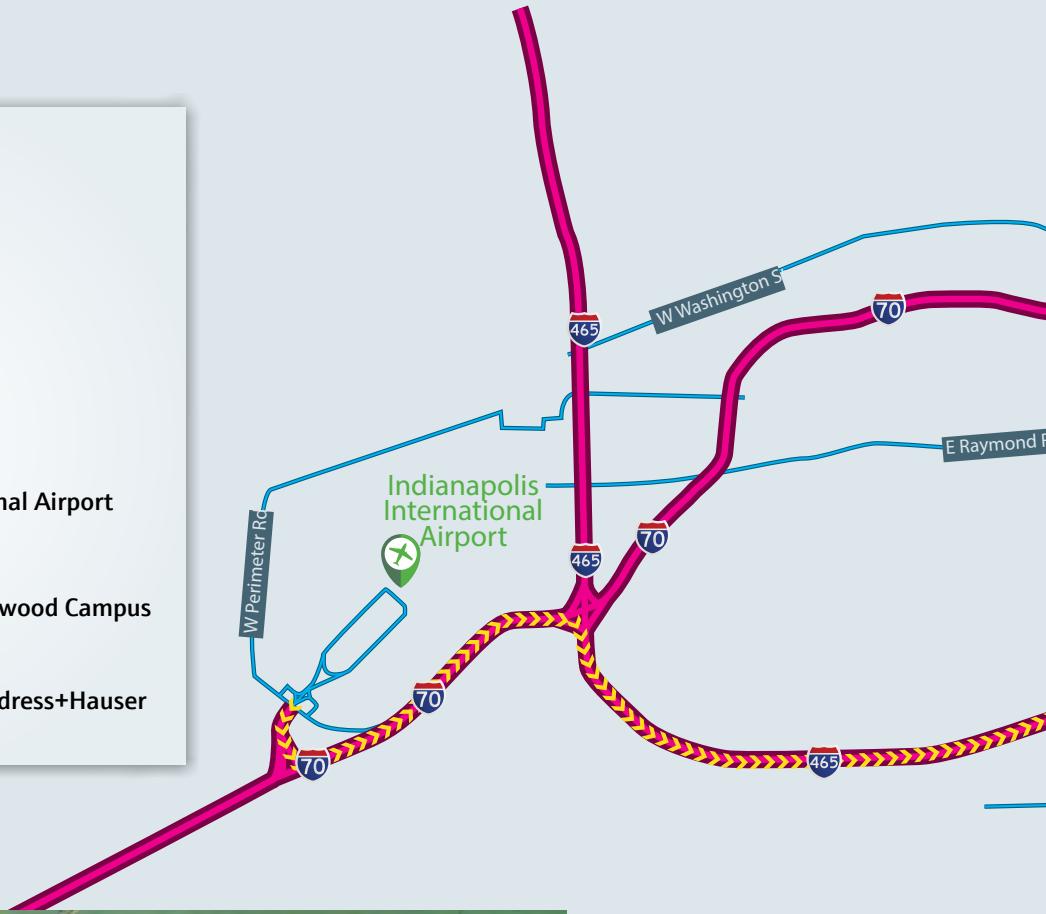 nal Airport
wood Campus
dress+Hauser
465
W Washington S
70
E Raymond
Indianapolis
International
Airport
465
70
W Perimeter Rd
70
70
465